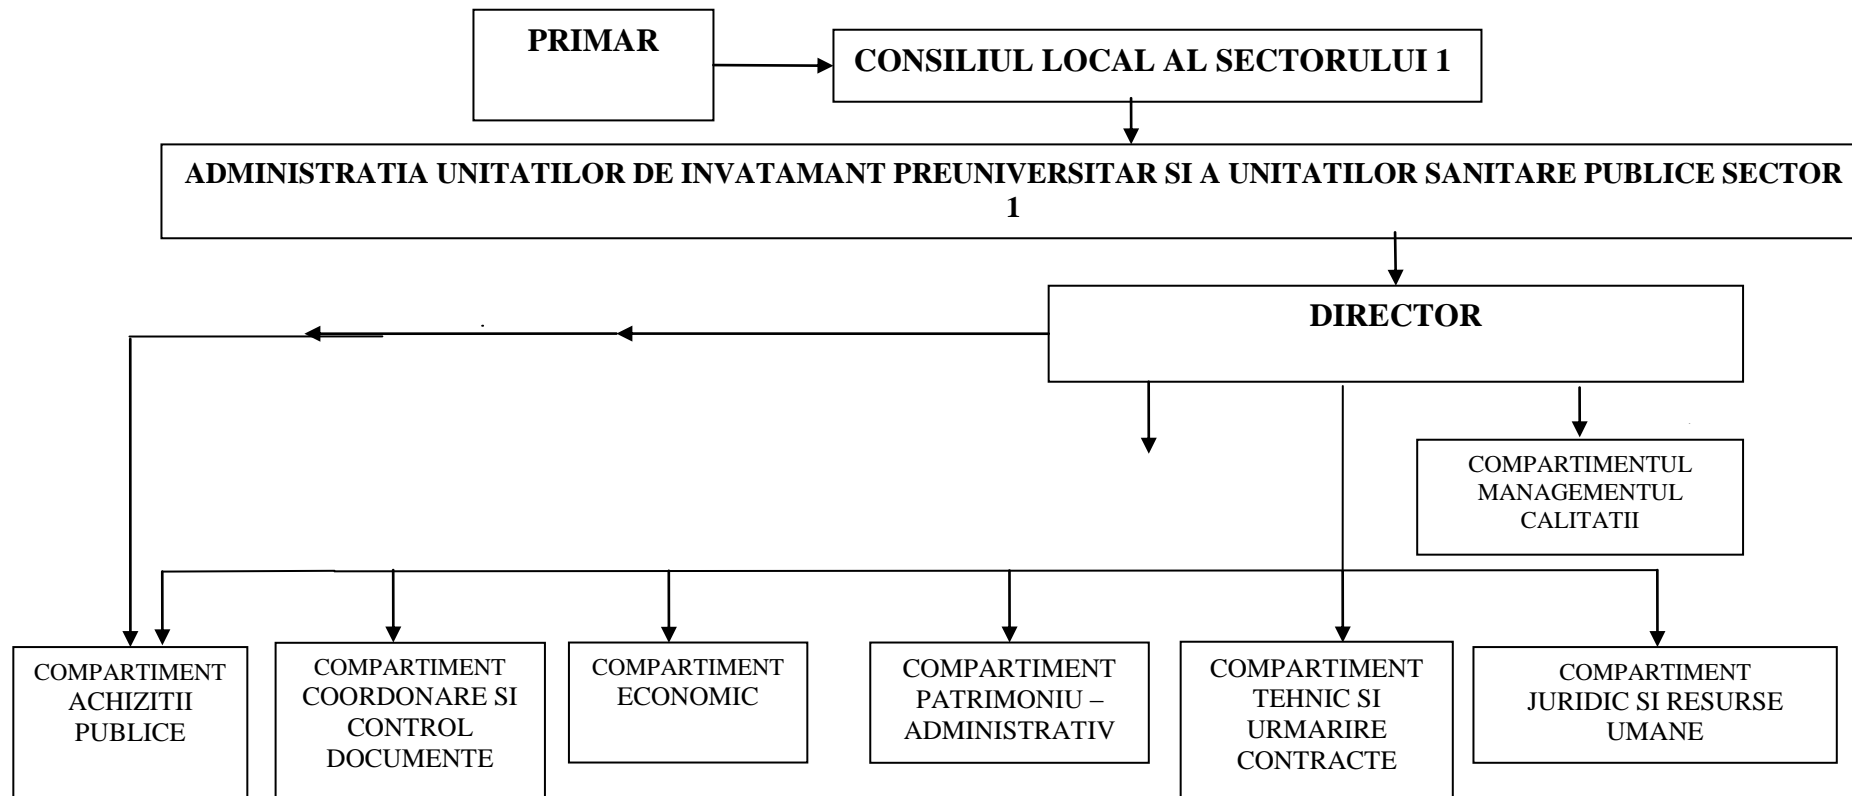 PRIMAR
CONSILIUL LOCAL AL SECTORULUI 1
ADMINISTRATIA UNITATILOR DE INVATAMANT PREUNIVERSITAR SI A UNITATILOR SANITARE PUBLICE SECTOR
1
DIRECTOR
COMPARTIMENTUL
MANAGEMENTUL
CALITATII
COMPARTIMENT
ACHIZITII
PUBLICE
COMPARTIMENT
COORDONARE SI
CONTROL
DOCUMENTE
COMPARTIMENT
ECONOMIC
COMPARTIMENT
PATRIMONIU –
ADMINISTRATIV
COMPARTIMENT
TEHNIC SI
URMARIRE
CONTRACTE
COMPARTIMENT
JURIDIC SI RESURSE
UMANE